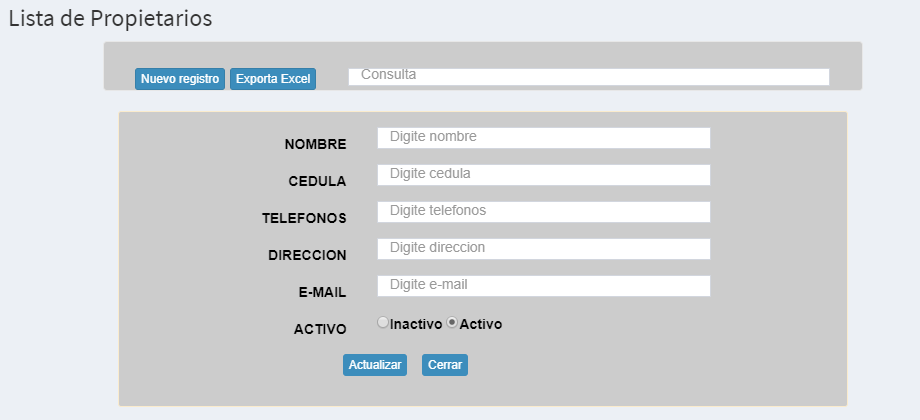 Lista de Propietarios
Nuevo registro Exporta Excel Consulta
NOMBRE Digite nombre
CEDULA Digite cedula
TELEFONOS Digite telefonos
DIRECCION Digite direccion
E-MAIL Digite e-mail
ACTIVO Inactivo Activo
Actualizar Cerrar